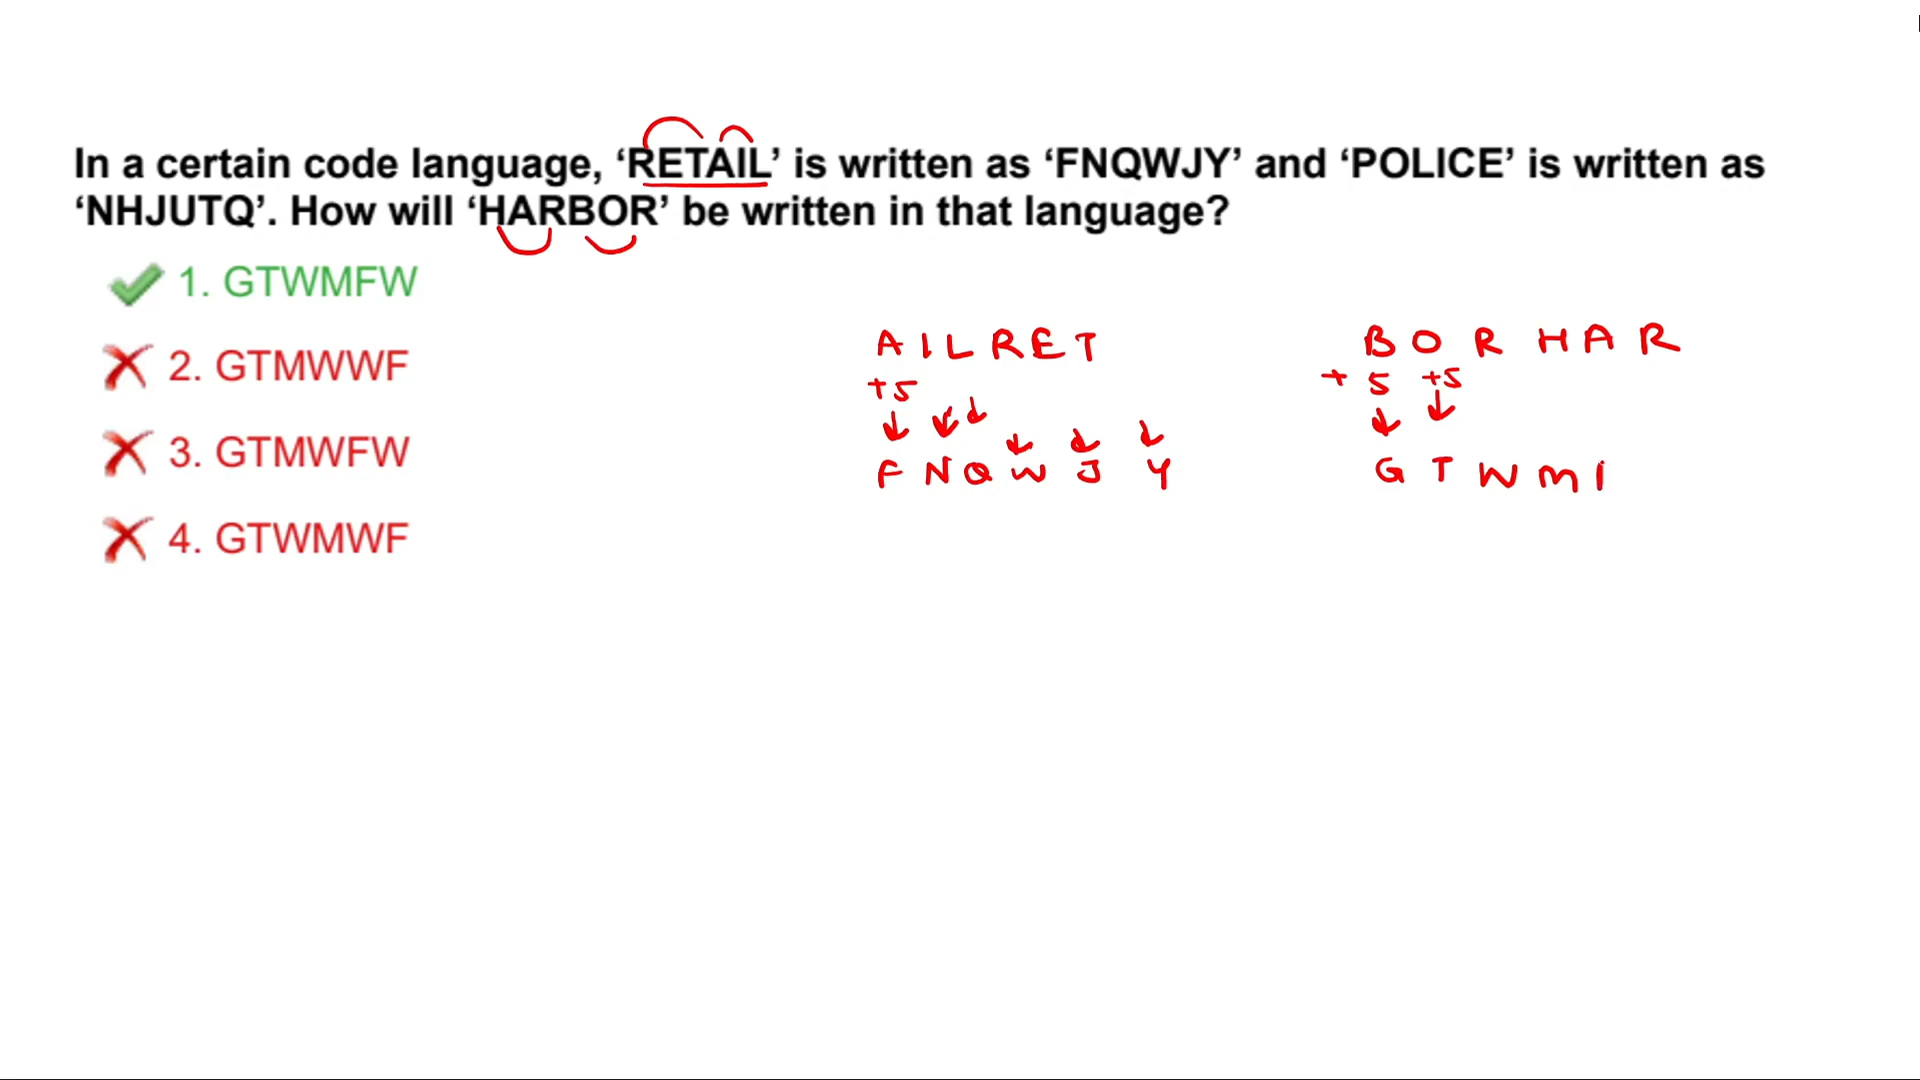 In a certain code language, ‘RETAIL’ is written as ‘FNQWJY’ and ‘POLICE’ is written as
‘NHJUTQ’. How will ‘HARBOR’ be written in that language?
1. GTWMFW
2. GTMWWF
3. GTMWFW
4. GTWMWF
A I L R E T
+5
F N Q W J Y
B O R H A R
+ 5 +5
G T W M